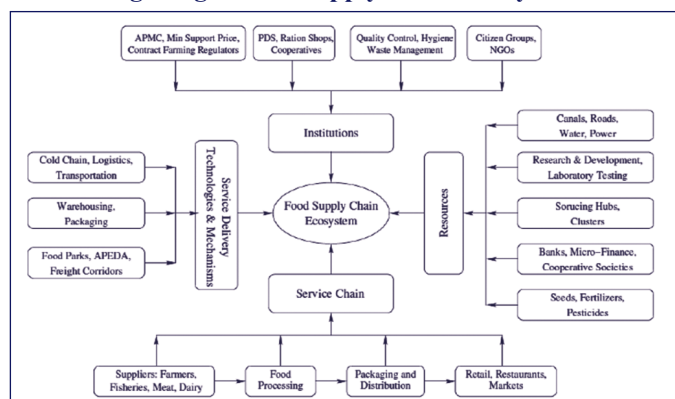 APMC, Min Support Price,
Contract Farming Regulators
PDS, Ration Shops,
Cooperatives
Quality Control, Hygiene
Waste Management
Citizen Groups,
NGOs
Institutions
Cold Chain, Logistics,
Transportation
Warehousing,
Packaging
Food Parks, APEDA,
Freight Corridors
Service Delivery
Technologies & Mechanisms
Food Supply Chain
Ecosystem
Resources
Canals, Roads,
Water, Power
Research & Development,
Laboratory Testing
Sorucing Hubs,
Clusters
Banks, Micro-Finance,
Cooperative Societies
Seeds, Fertilizers,
Pesticides
Service Chain
Suppliers: Farmers,
Fisheries, Meat, Dairy
Food
Processing
Packaging and
Distribution
Retail, Restaurants,
Markets